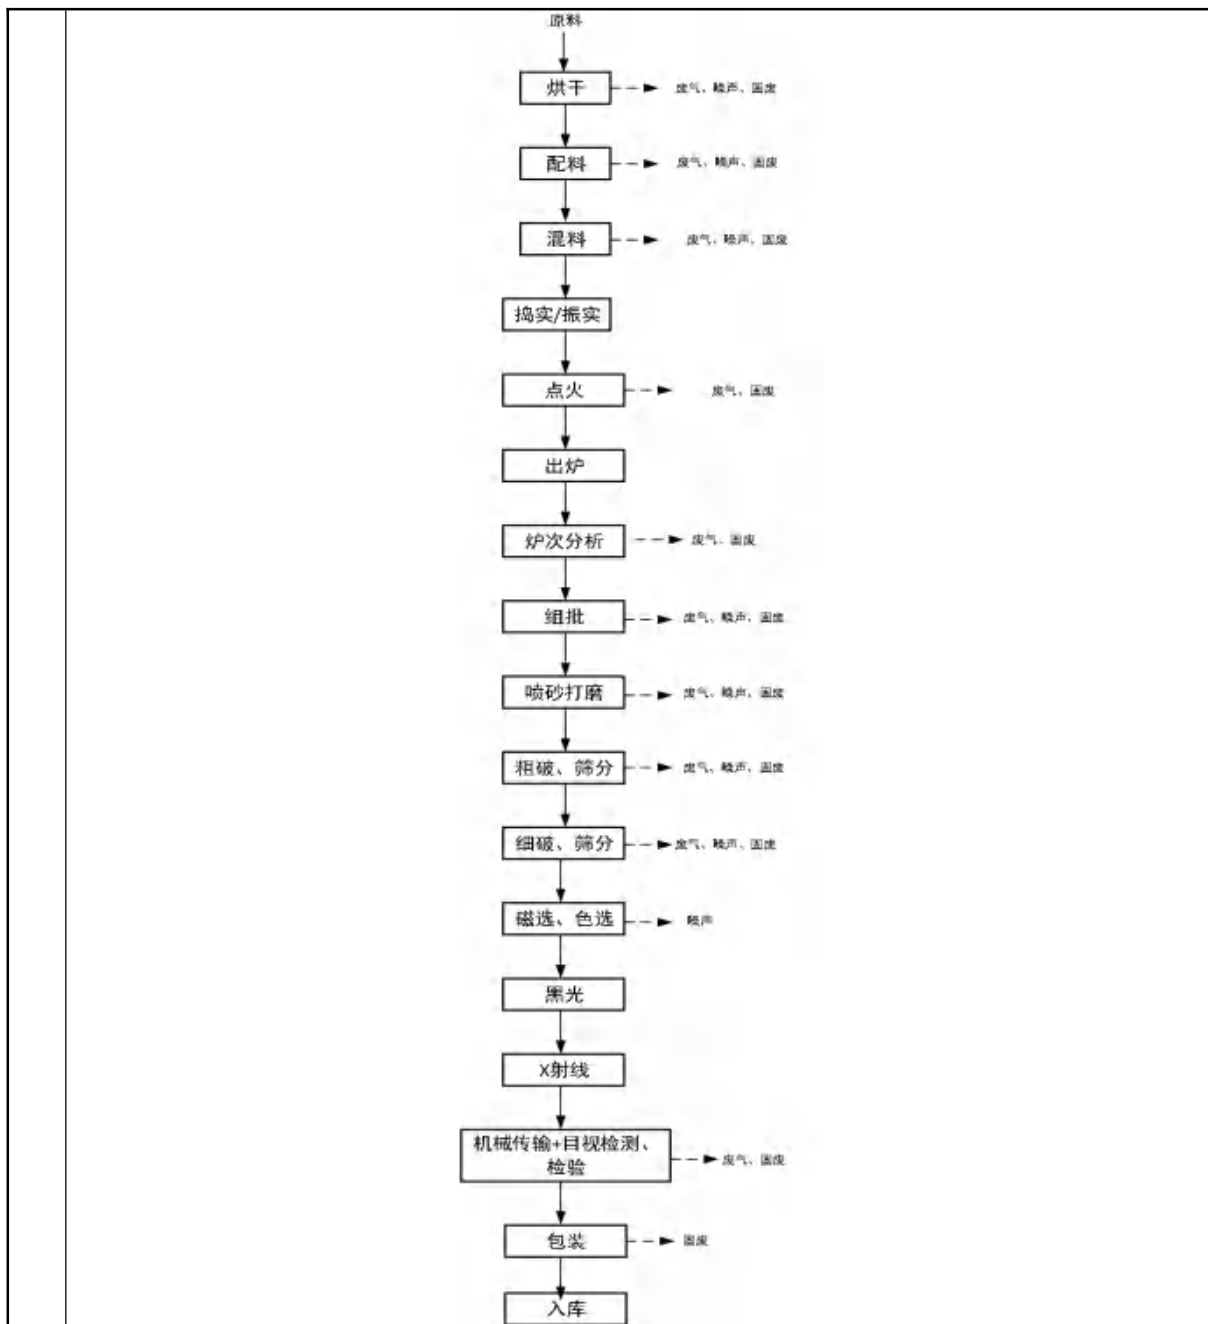 原料
烘干 废气、噪声、固废
配料 废气、噪声、固废
混料 废气、噪声、固废
捣实/振实
点火 废气、固废
出炉
炉次分析 废气、固废
组批 废气、噪声、固废
喷砂打磨 废气、噪声、固废
粗破、筛分 废气、噪声、固废
细破、筛分 废气、噪声、固废
磁选、色选 噪声
黑光
X射线
机械传输+目视检测、
检验 废气、固废
包装 固废
入库